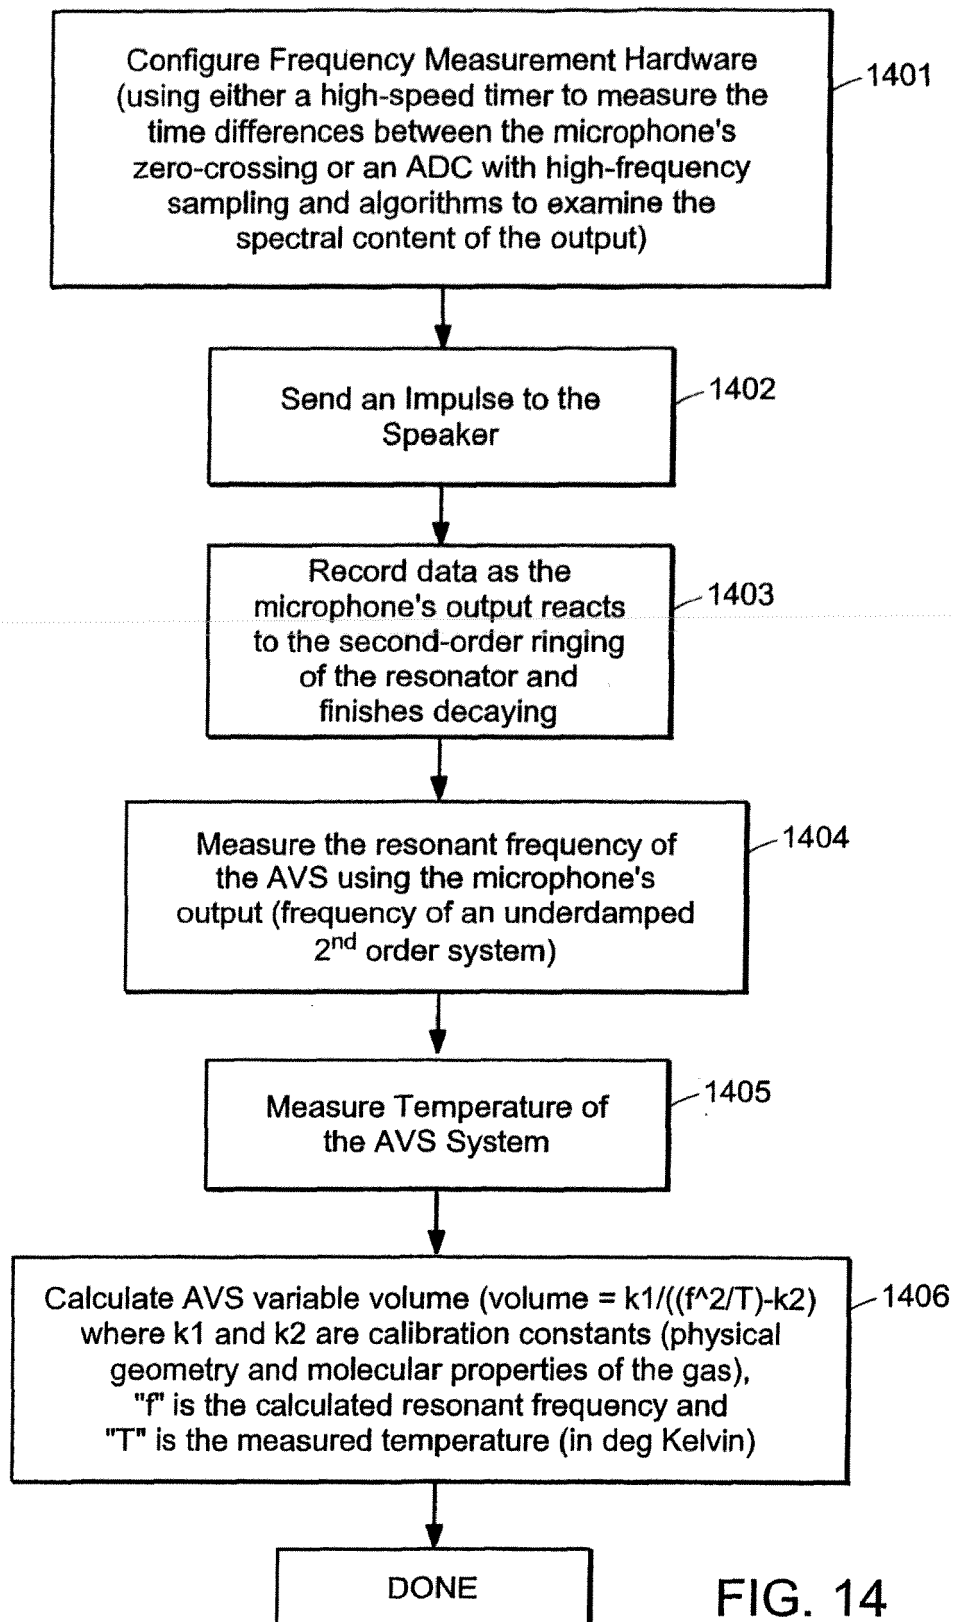 Configure Frequency Measurement Hardware
(using either a high-speed timer to measure the
time differences between the microphone's
zero-crossing or an ADC with high-frequency
sampling and algorithms to examine the
spectral content of the output)
1401
Send an Impulse to the
Speaker
1402
Record data as the
microphone's output reacts
to the second-order ringing
of the resonator and
finishes decaying
1403
Measure the resonant frequency of
the AVS using the microphone's
output (frequency of an underdamped
2nd order system)
1404
Measure Temperature of
the AVS System
1405
Calculate AVS variable volume (volume = k1/((f^2/T)-k2)
where k1 and k2 are calibration constants (physical
geometry and molecular properties of the gas),
"f" is the calculated resonant frequency and
"T" is the measured temperature (in deg Kelvin)
1406
DONE
FIG. 14